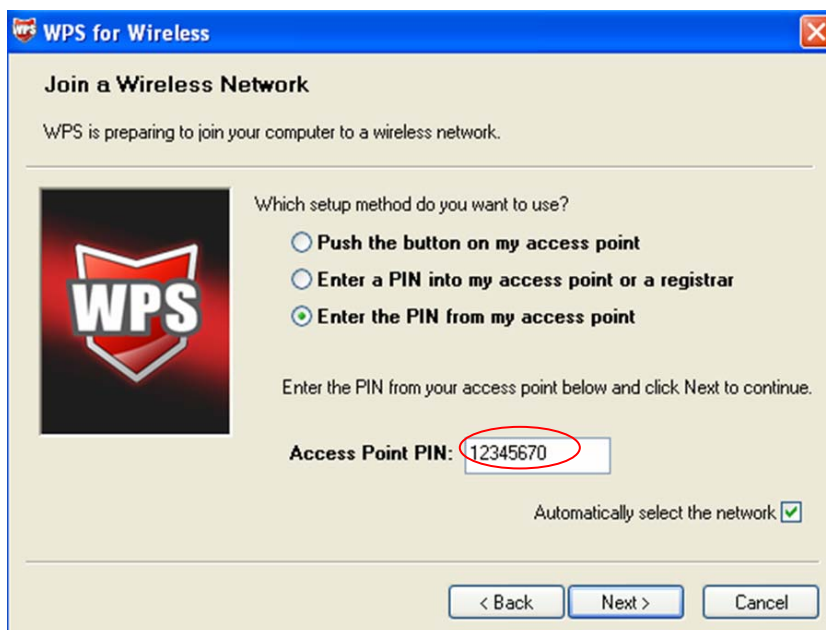 WPS for Wireless
Join a Wireless Network
WPS is preparing to join your computer to a wireless network.
Which setup method do you want to use?
Push the button on my access point
Enter a PIN into my access point or a registrar
Enter the PIN from my access point
WPS
Enter the PIN from your access point below and click Next to continue.
Access Point PIN: 12345670
Automatically select the network
< Back Next > Cancel